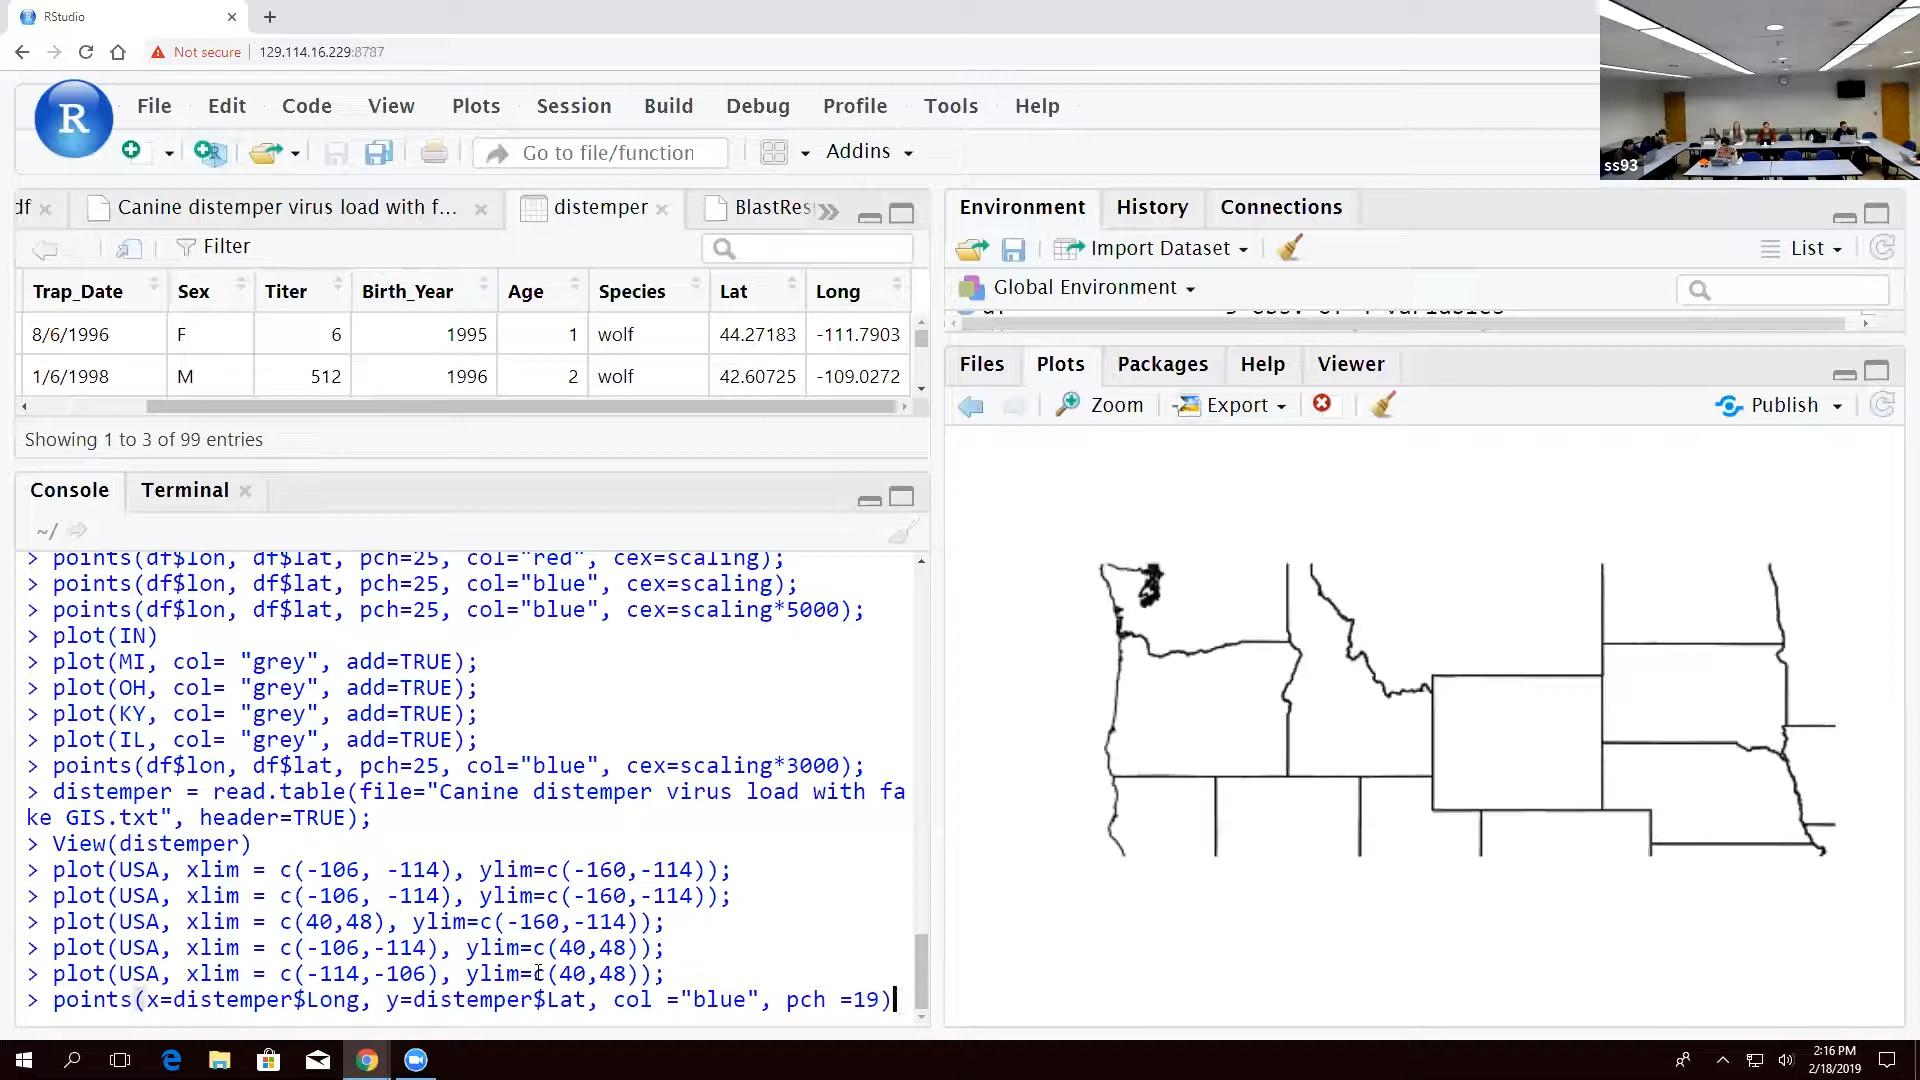 RStudio
Not secure 129.114.16.229:8787
ss93
R File Edit Code View Plots Session Build Debug Profile Tools Help
R Go to file/function Addins
df Canine distemper virus load with f... distemper BlastRes
Filter
Trap_Date Sex Titer Birth_Year Age Species Lat Long
8/6/1996 F 6 1995 1 wolf 44.27183 -111.7903
1/6/1998 M 512 1996 2 wolf 42.60725 -109.0272
Showing 1 to 3 of 99 entries
Console Terminal
~/
> points(df$lon, df$lat, pch=25, col="red", cex=scaling);
> points(df$lon, df$lat, pch=25, col="blue", cex=scaling);
> points(df$lon, df$lat, pch=25, col="blue", cex=scaling*5000);
> plot(IN)
> plot(MI, col= "grey", add=TRUE);
> plot(OH, col= "grey", add=TRUE);
> plot(KY, col= "grey", add=TRUE);
> plot(IL, col= "grey", add=TRUE);
> points(df$lon, df$lat, pch=25, col="blue", cex=scaling*3000);
> distemper = read.table(file="Canine distemper virus load with fa
ke GIS.txt", header=TRUE);
> View(distemper)
> plot(USA, xlim = c(-106, -114), ylim=c(-160,-114));
> plot(USA, xlim = c(-106, -114), ylim=c(-160,-114));
> plot(USA, xlim = c(40,48), ylim=c(-160,-114));
> plot(USA, xlim = c(-106,-114), ylim=c(40,48));
> plot(USA, xlim = c(-114,-106), ylim=c(40,48));
> points(x=distemper$Long, y=distemper$Lat, col ="blue", pch =19)
Environment History Connections
Import Dataset List
Global Environment
Files Plots Packages Help Viewer
Zoom Export Publish
2:16 PM
2/18/2019